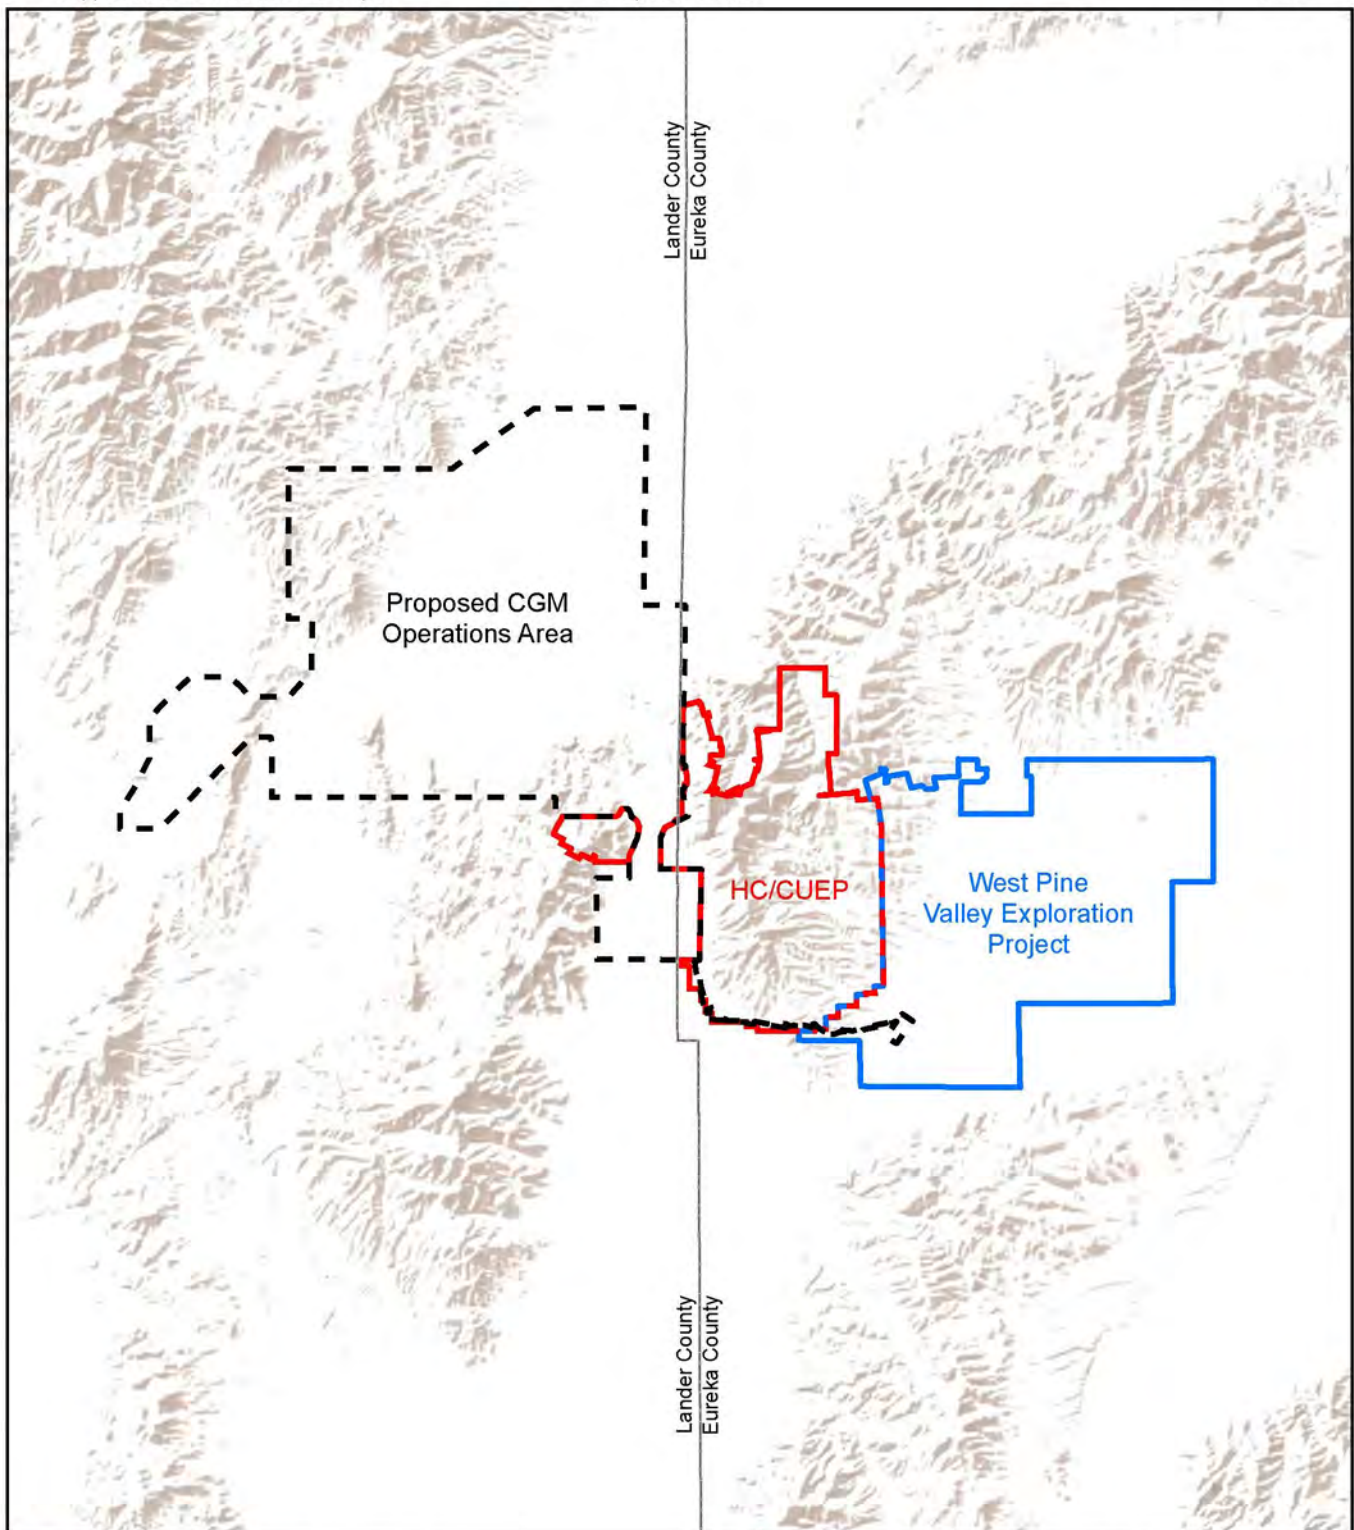 Lander County
Eureka County
Proposed CGM
Operations Area
HC/CUEP
West Pine
Valley Exploration
Project
Lander County
Eureka County